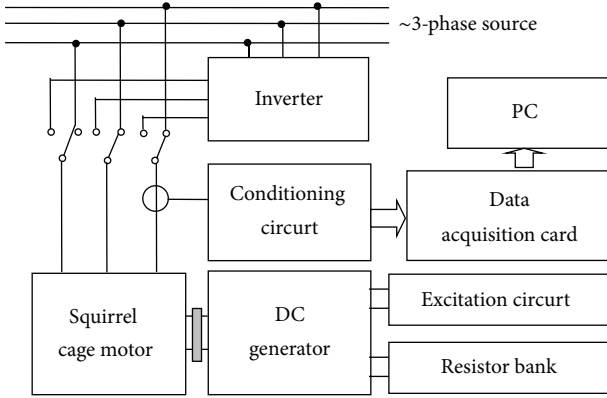 ~3-phase source
Inverter
PC
Conditioning
circurt
Data
acquisition card
Squirrel
cage motor
DC
generator
Excitation circurt
Resistor bank